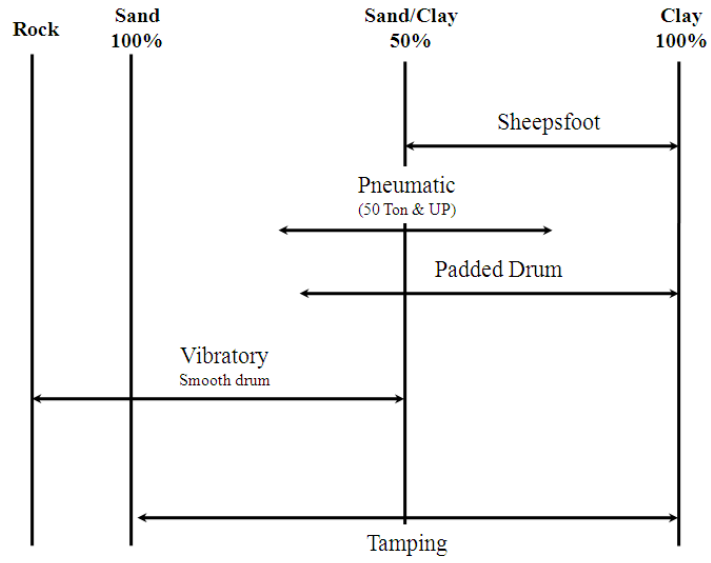 Rock
Sand
100%
Sand/Clay
50%
Clay
100%
Sheepsfoot
Pneumatic
(50 Ton & UP)
Padded Drum
Vibratory
Smooth drum
Tamping